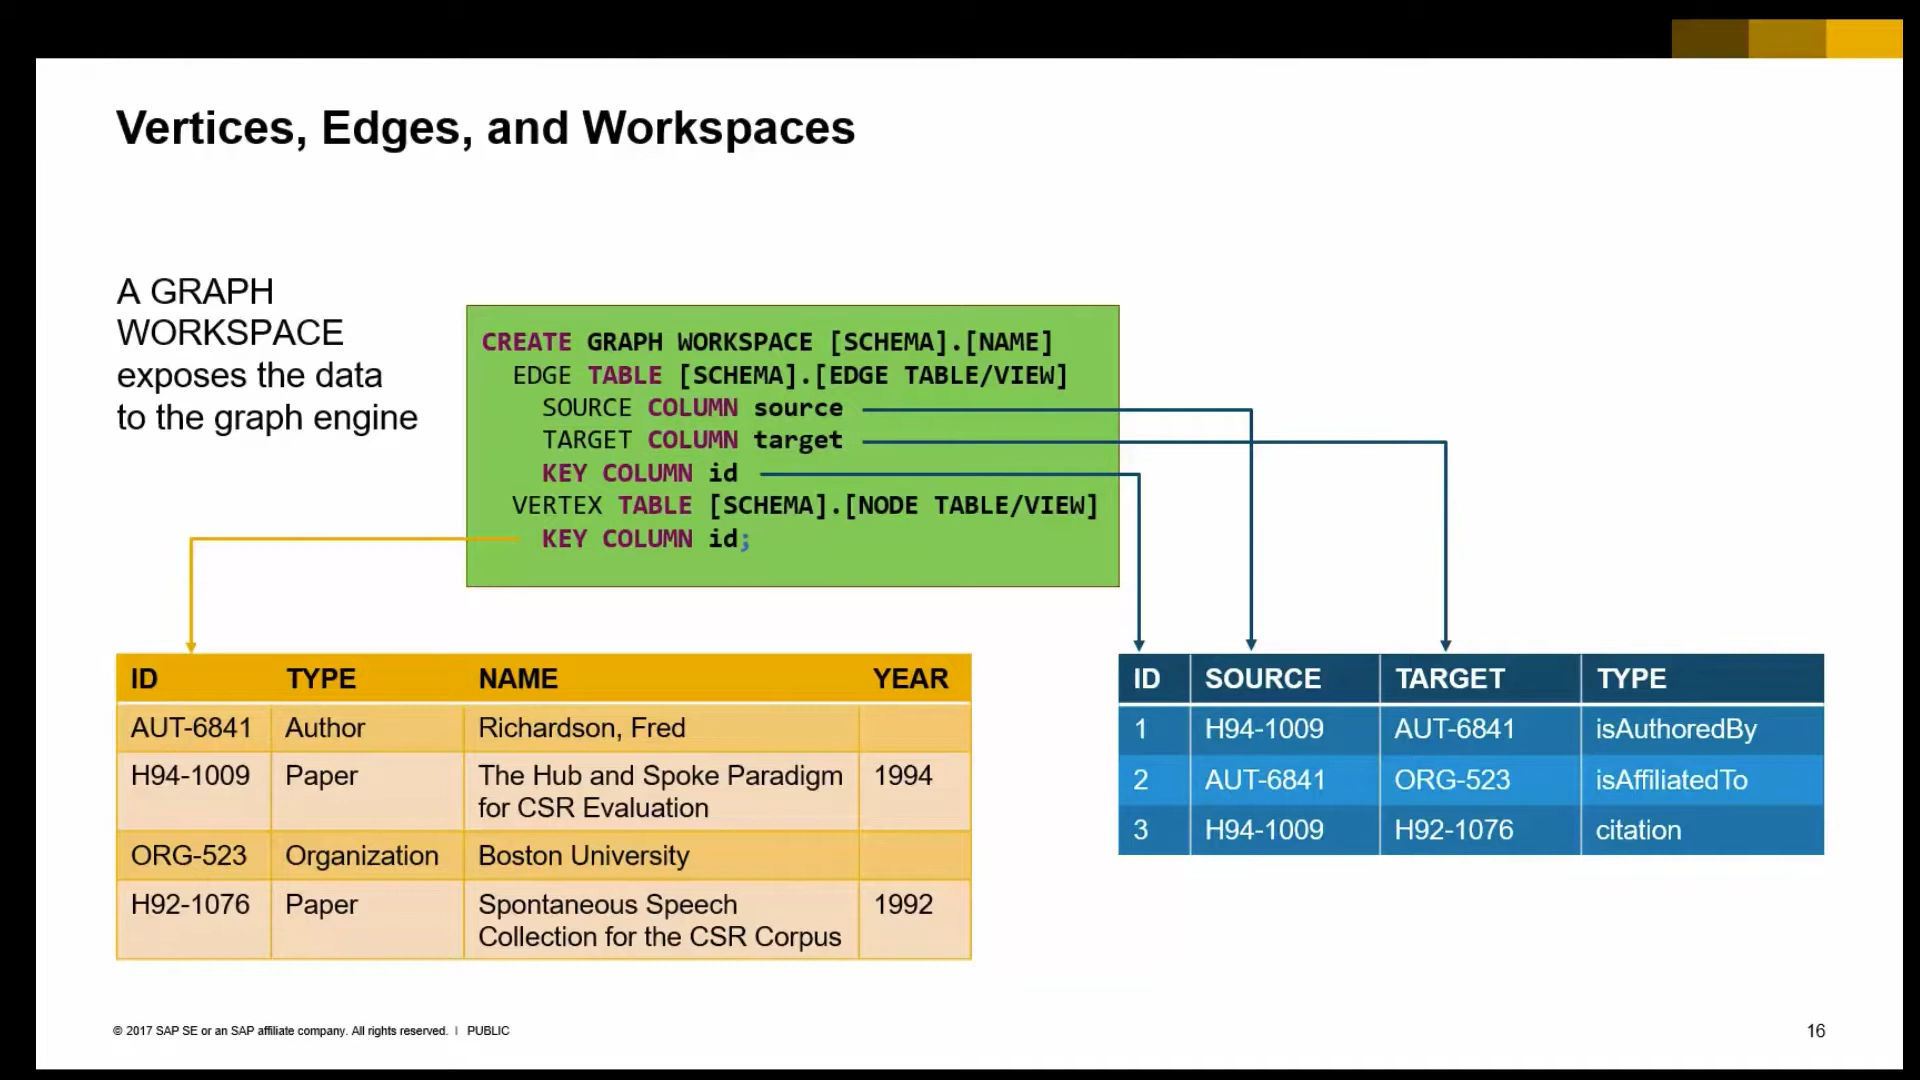 Vertices, Edges, and Workspaces
A GRAPH
WORKSPACE
exposes the data
to the graph engine
CREATE GRAPH WORKSPACE [SCHEMA].[NAME]
EDGE TABLE [SCHEMA].[EDGE TABLE/VIEW]
SOURCE COLUMN source
TARGET COLUMN target
KEY COLUMN id
VERTEX TABLE [SCHEMA].[NODE TABLE/VIEW]
KEY COLUMN id;
ID TYPE NAME YEAR
AUT-6841 Author Richardson, Fred
H94-1009 Paper The Hub and Spoke Paradigm 1994
for CSR Evaluation
ORG-523 Organization Boston University
H92-1076 Paper Spontaneous Speech 1992
Collection for the CSR Corpus
ID SOURCE TARGET TYPE
1 H94-1009 AUT-6841 isAuthoredBy
2 AUT-6841 ORG-523 isAffiliatedTo
3 H94-1009 H92-1076 citation
© 2017 SAP SE or an SAP affiliate company. All rights reserved. | PUBLIC
16